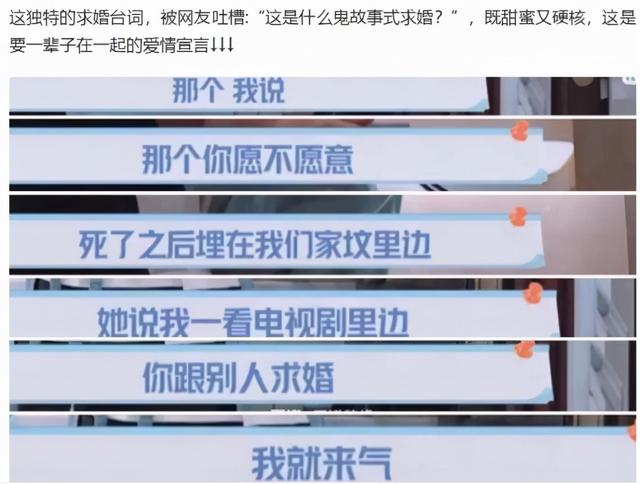 这独特的求婚台词，被网友吐槽:“这是什么鬼故事式求婚？”，既甜蜜又硬核，这是
要一辈子在一起的爱情宣言↓↓↓
那个 我说
那个你愿不愿意
死了之后埋在我们家坟里边
她说我一看电视剧里边
你跟别人求婚
我就来气